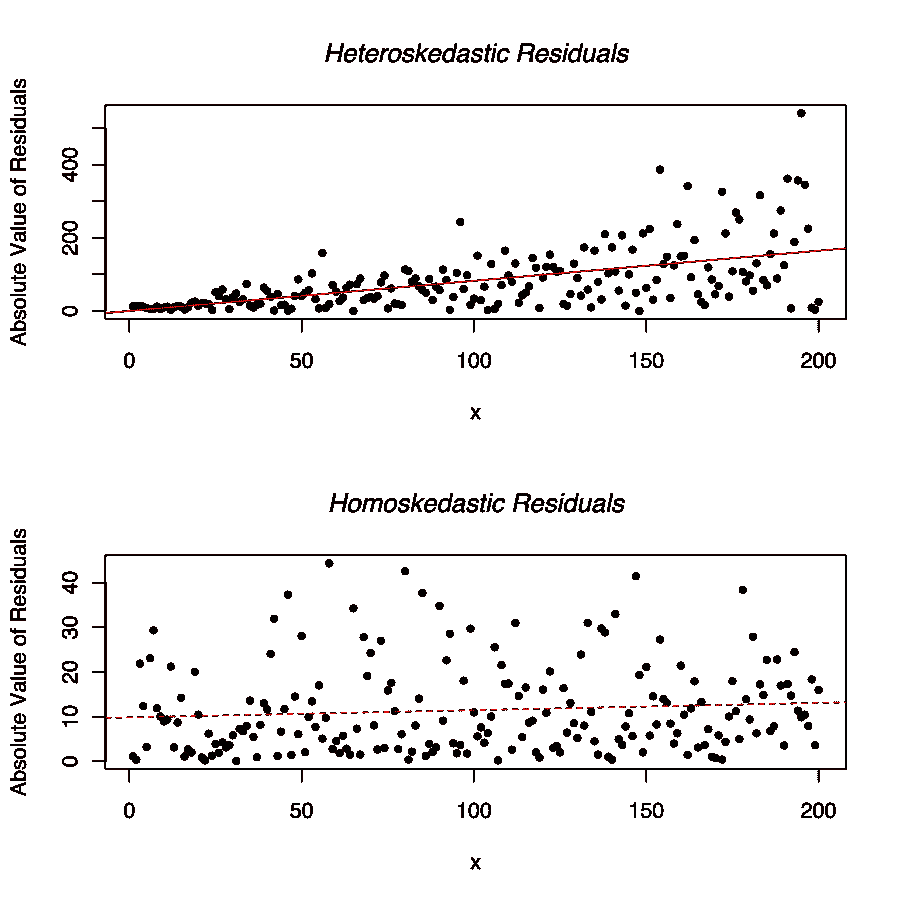 Heteroskedastic Residuals
Absolute Value of Residuals
400
200
0
0 50 100 150 200
x
Homoskedastic Residuals
Absolute Value of Residuals
40
30
20
10
0
0 50 100 150 200
x